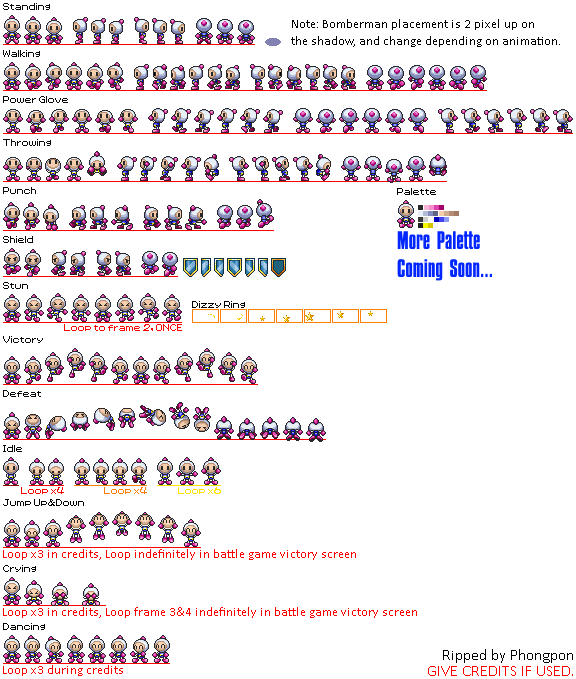 Standing
Note: Bomberman placement is 2 pixel up on
the shadow, and change depending on animation.
Walking
Power Glove
Throwing
Punch
Palette
More Palette
Coming Soon...
Shield
Stun
Dizzy Ring
Loop to frame 2, ONCE
Victory
Defeat
Idle
Loop x4
Loop x4
Loop x6
Jump Up&Down
Loop x3 in credits, Loop indefinitely in battle game victory screen
Crying
Loop x3 in credits, Loop frame 3&4 indefinitely in battle game victory screen
Dancing
Loop x3 during credits
Ripped by Phongpon
GIVE CREDITS IF USED.